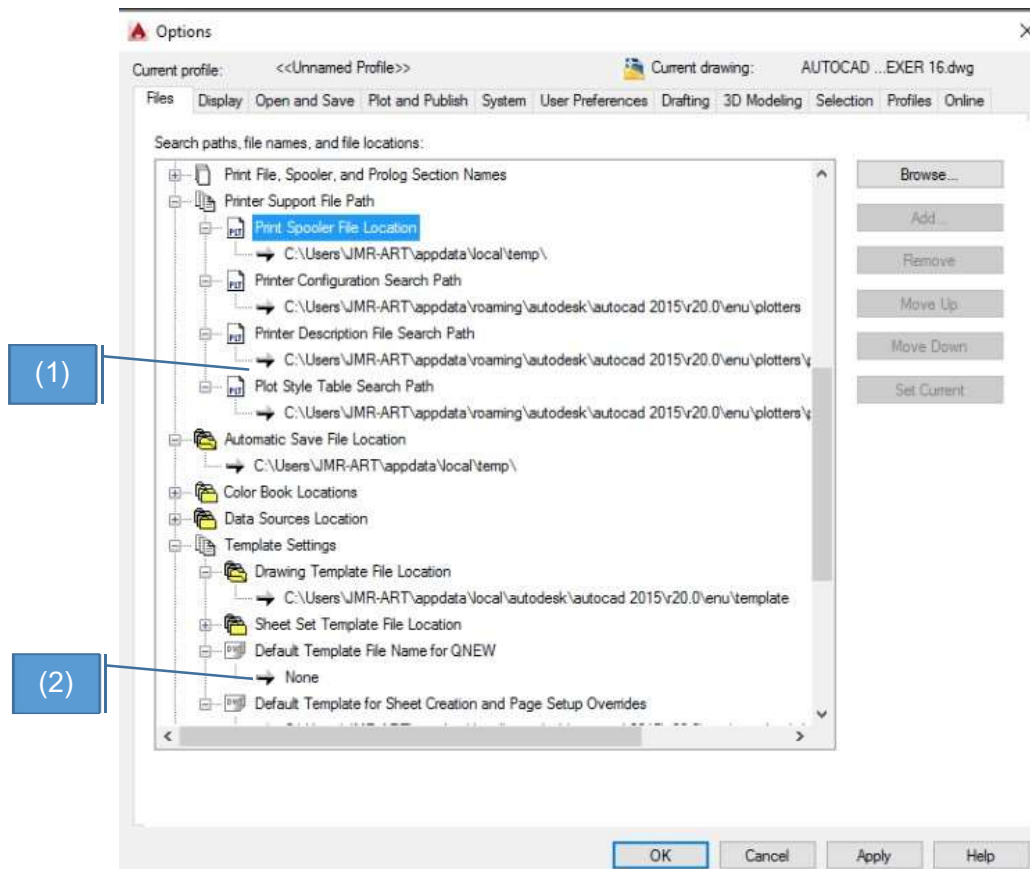 Options
Current profile: <<Unnamed Profile>> Current drawing: AUTOCAD ...EXER 16.dwg
Files Display Open and Save Plot and Publish System User Preferences Drafting 3D Modeling Selection Profiles Online
Search paths, file names, and file locations:
Print File, Spooler, and Prolog Section Names
Browse...
Printer Support File Path
Add...
Print Spooler File Location
C:\Users\JMR-ART\appdata\local\temp\
Remove
Printer Configuration Search Path
C:\Users\JMR-ART\appdata\roaming\autodesk\autocad 2015\r20.0\enu\plotters
Move Up
Printer Description File Search Path
Move Down
C:\Users\JMR-ART\appdata\roaming\autodesk\autocad 2015\r20.0\enu\plotters\
(1)
Plot Style Table Search Path
Set Current
C:\Users\JMR-ART\appdata\roaming\autodesk\autocad 2015\r20.0\enu\plotters\
Automatic Save File Location
C:\Users\JMR-ART\appdata\local\temp\
Color Book Locations
Data Sources Location
Template Settings
Drawing Template File Location
C:\Users\JMR-ART\appdata\local\autodesk\autocad 2015\r20.0\enu\template
Sheet Set Template File Location
Default Template File Name for QNEW
(2)
None
Default Template for Sheet Creation and Page Setup Overrides
OK Cancel Apply Help